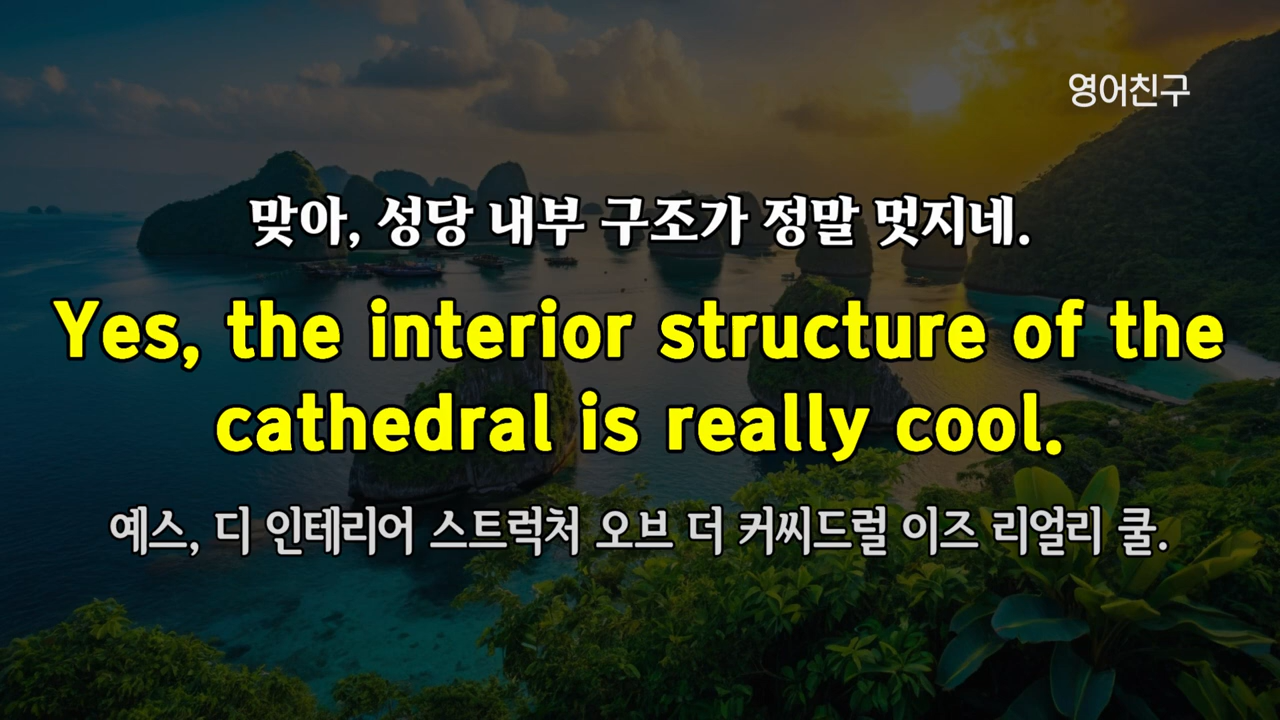 영어친구
맞아, 성당 내부 구조가 정말 멋지네.
Yes, the interior structure of the
cathedral is really cool.
예스, 디 인테리어 스트럭처 오브 더 커씨드럴 이즈 리얼리 쿨.